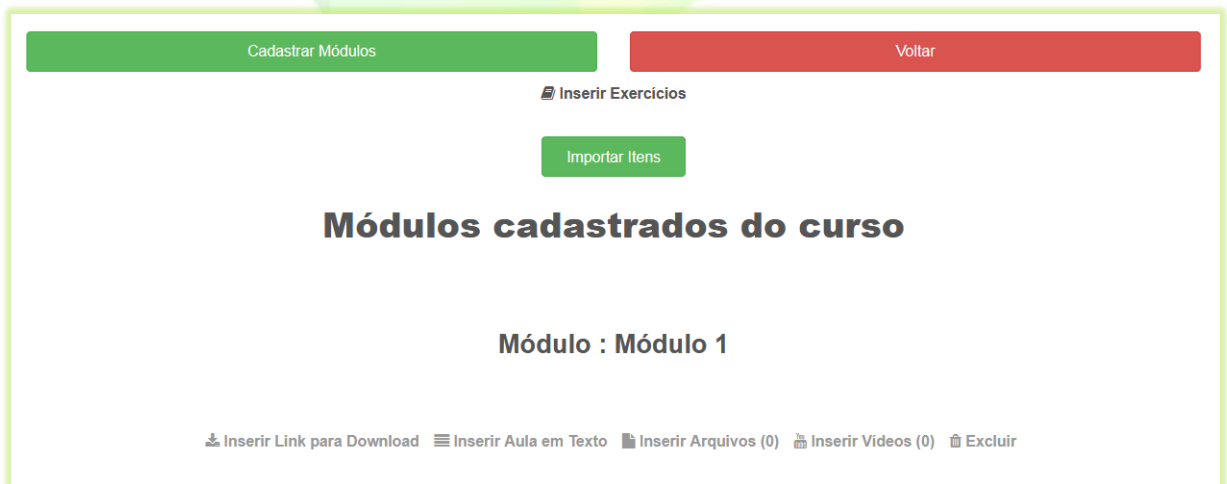 Cadastrar Módulos Voltar
Inserir Exercícios
Importar Itens
Módulos cadastrados do curso
Módulo : Módulo 1
Inserir Link para Download Inserir Aula em Texto Inserir Arquivos (0) Inserir Vídeos (0) Excluir